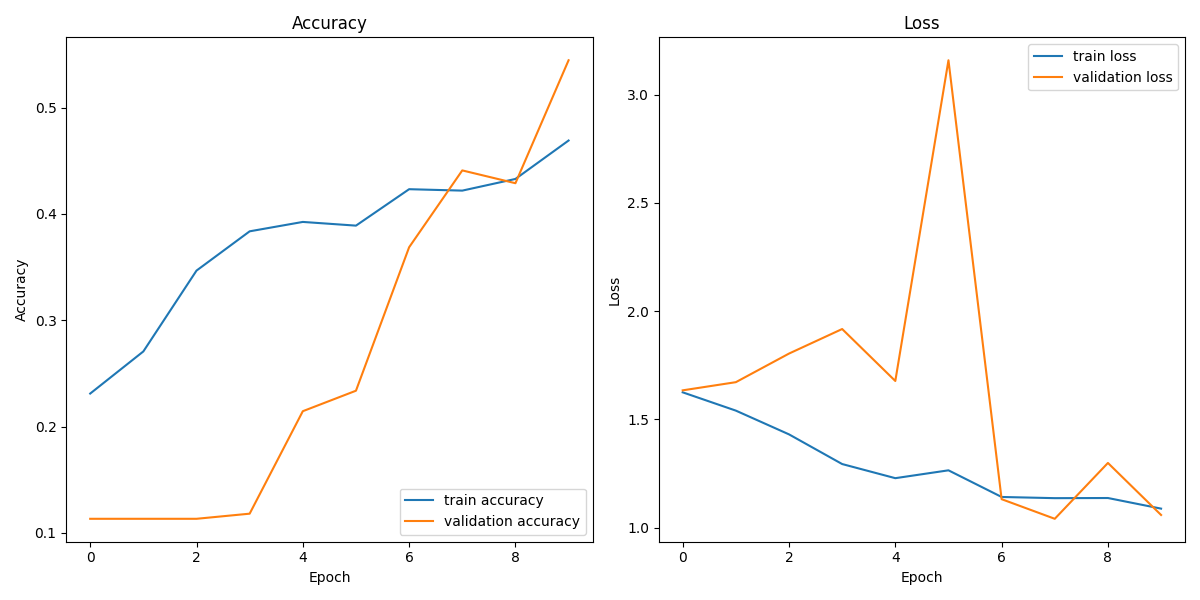 Accuracy
Accuracy
0.5
0.4
0.3
0.2
0.1
0 2 4 6 8
Epoch
train accuracy
validation accuracy
Loss
Loss
3.0
2.5
2.0
1.5
1.0
0 2 4 6 8
Epoch
train loss
validation loss